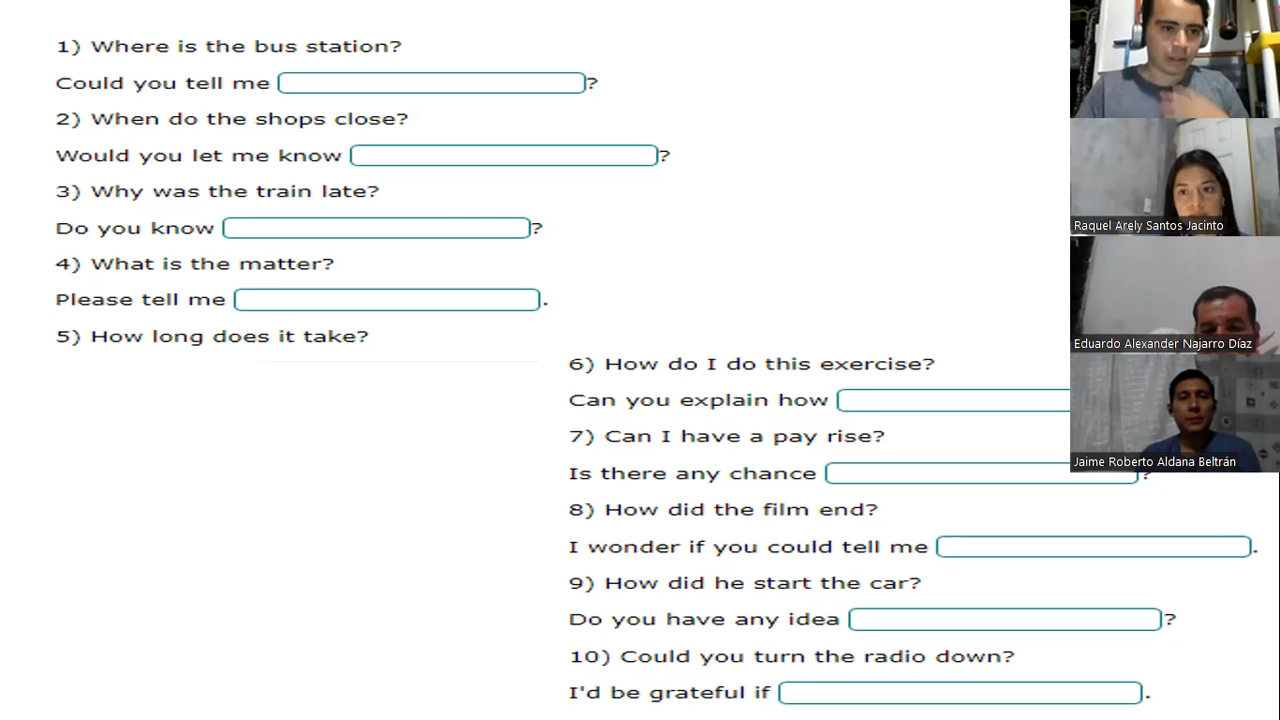 1) Where is the bus station?
Could you tell me ?
2) When do the shops close?
Would you let me know ?
3) Why was the train late?
Do you know ?
4) What is the matter?
Please tell me .
5) How long does it take?
6) How do I do this exercise?
Can you explain how
7) Can I have a pay rise?
Is there any chance ?
8) How did the film end?
I wonder if you could tell me .
9) How did he start the car?
Do you have any idea ?
10) Could you turn the radio down?
I'd be grateful if .
Raquel Arely Santos Jacinto
Eduardo Alexander Najarro Díaz
Jaime Roberto Aldana Beltrán